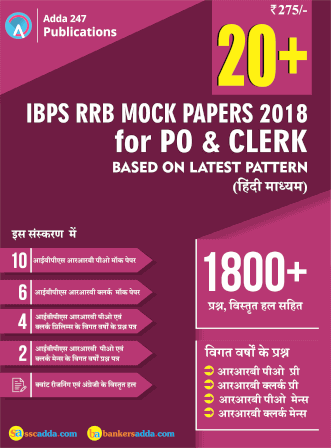 Adda 247
Publications
₹275/-
20+
IBPS RRB MOCK PAPERS 2018
for PO & CLERK
BASED ON LATEST PATTERN
(हिंदी माध्यम)
इस संस्करण में
10 आईबीपीएस आरआरबी पीओ मॉक पेपर
6 आईबीपीएस आरआरबी क्लर्क मॉक पेपर
4 आईबीपीएस आरआरबी पीओ एवं
क्लर्क प्रिलिम्स के विगत वर्षों के प्रश्न पत्र
2 आईबीपीएस आरआरबी पीओ एवं
क्लर्क मेन्स के विगत वर्षों प्रश्न पत्र
क्वांट रीजनिंग एवं अंग्रेजी के विस्तृत हल
1800+
प्रश्न, विस्तृत हल सहित
विगत वर्षों के प्रश्न
आरआरबी पीओ प्री
आरआरबी क्लर्क प्री
आरआरबी पीओ मेन्स
आरआरबी क्लर्क मेन्स
sscadda.com
bankersadda.com